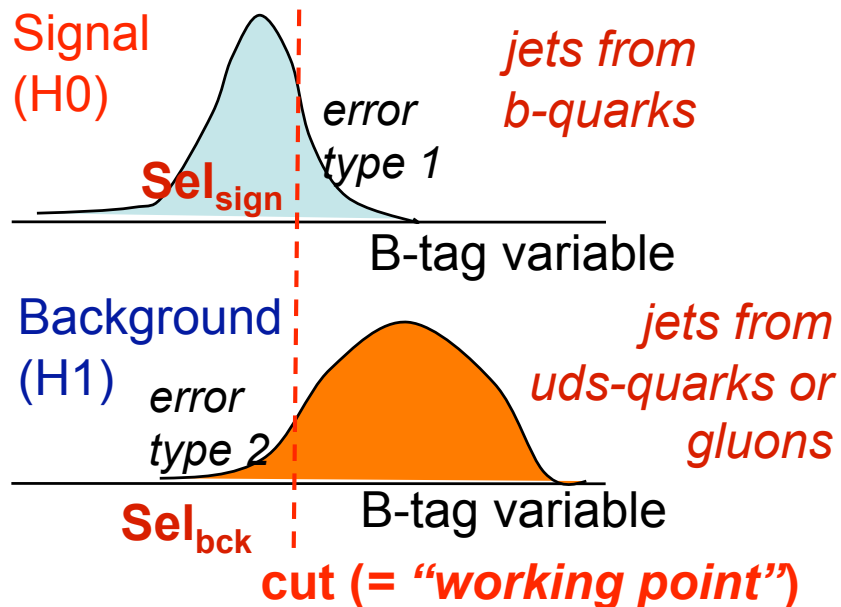 Signal
(H0)
jets from
b-quarks
error
type 1
Sel_sign
B-tag variable
Background
(H1)
jets from
uds-quarks or
gluons
error
type 2
Sel_bck
B-tag variable
cut (= “working point”)